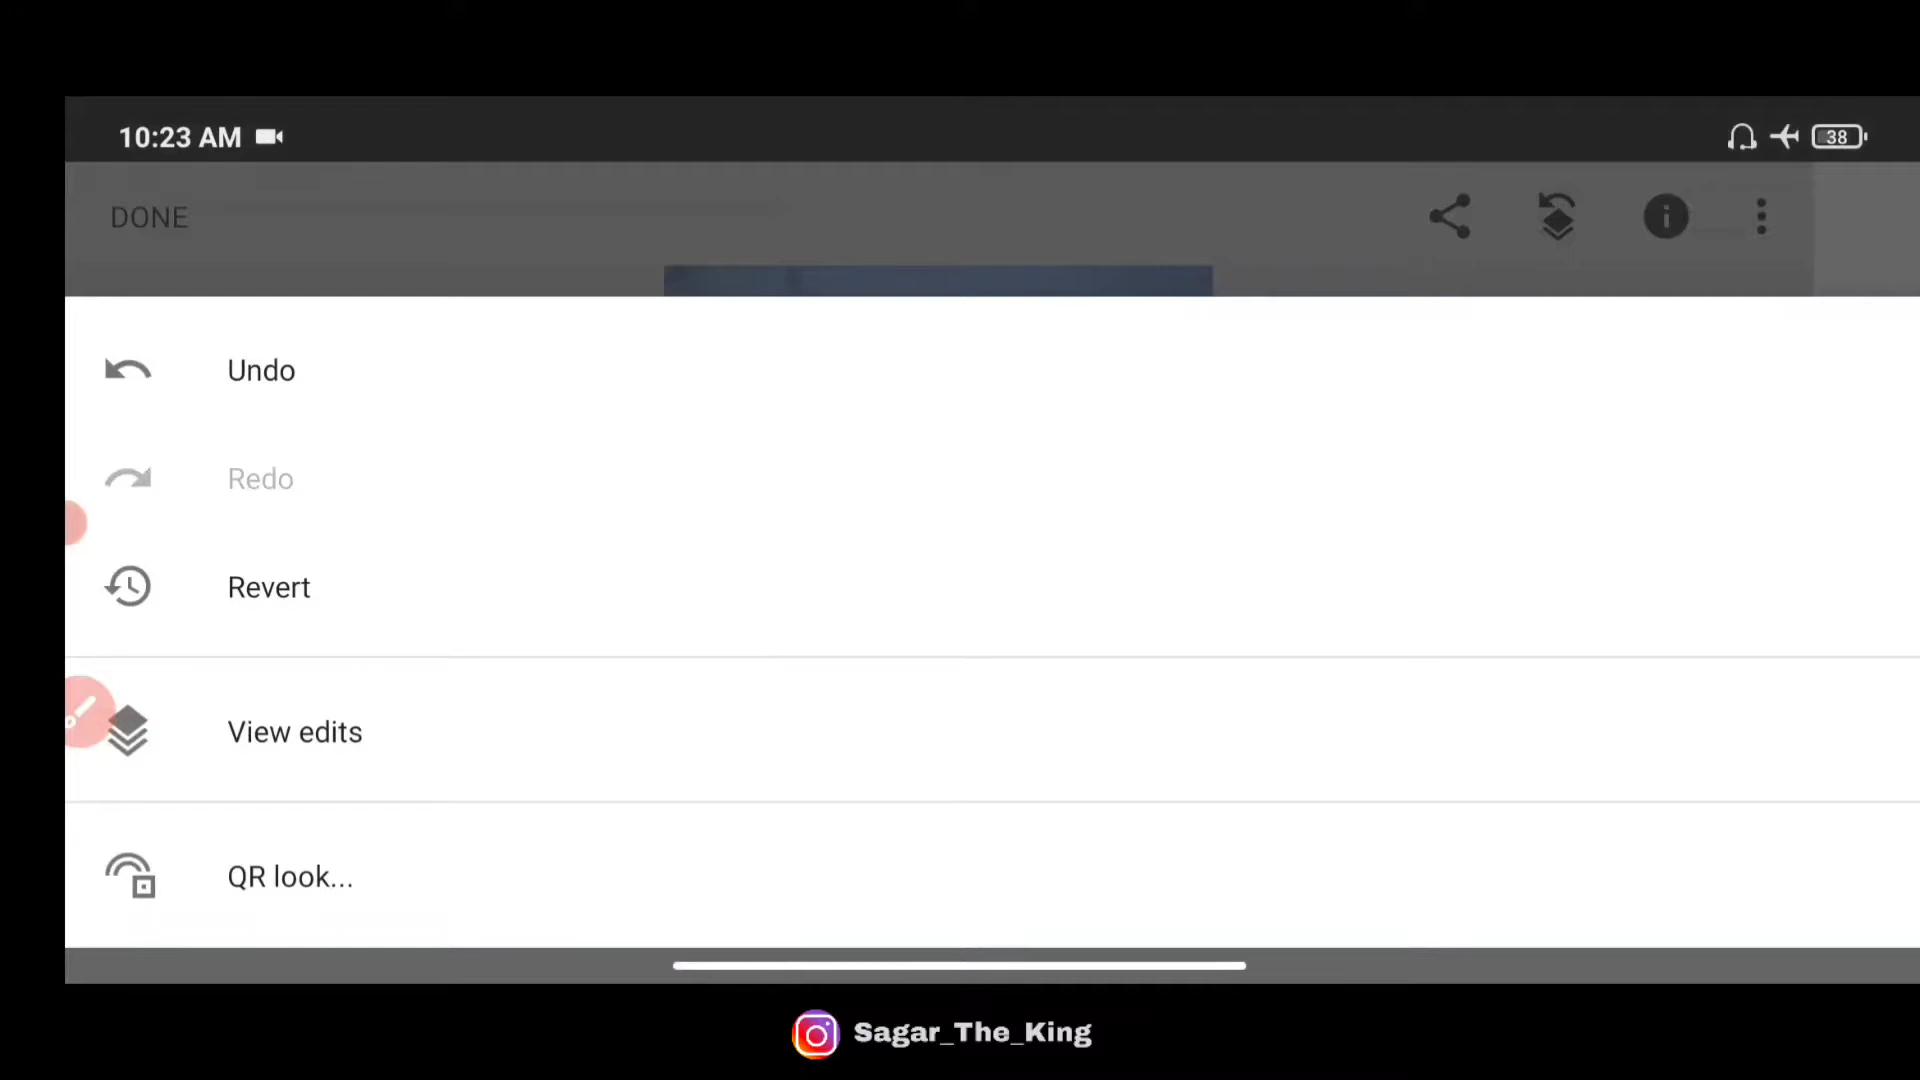 10:23 AM
38
DONE
Undo
Redo
Revert
View edits
QR look...
Sagar_The_King